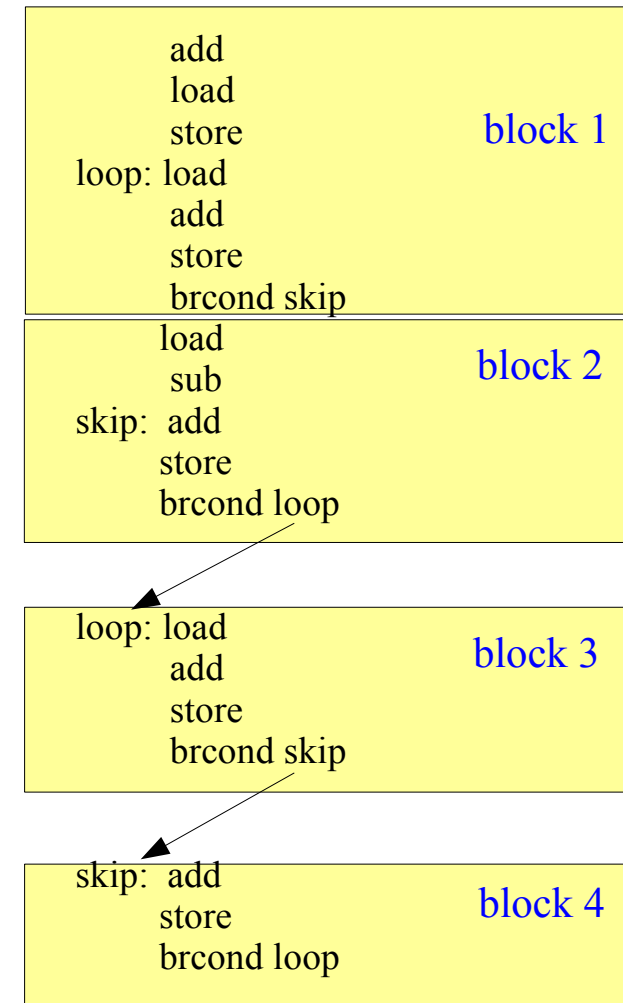 add
load
store
block 1
loop: load
add
store
brcond skip
load
block 2
sub
skip: add
store
brcond loop
loop: load
block 3
add
store
brcond skip
skip: add
block 4
store
brcond loop